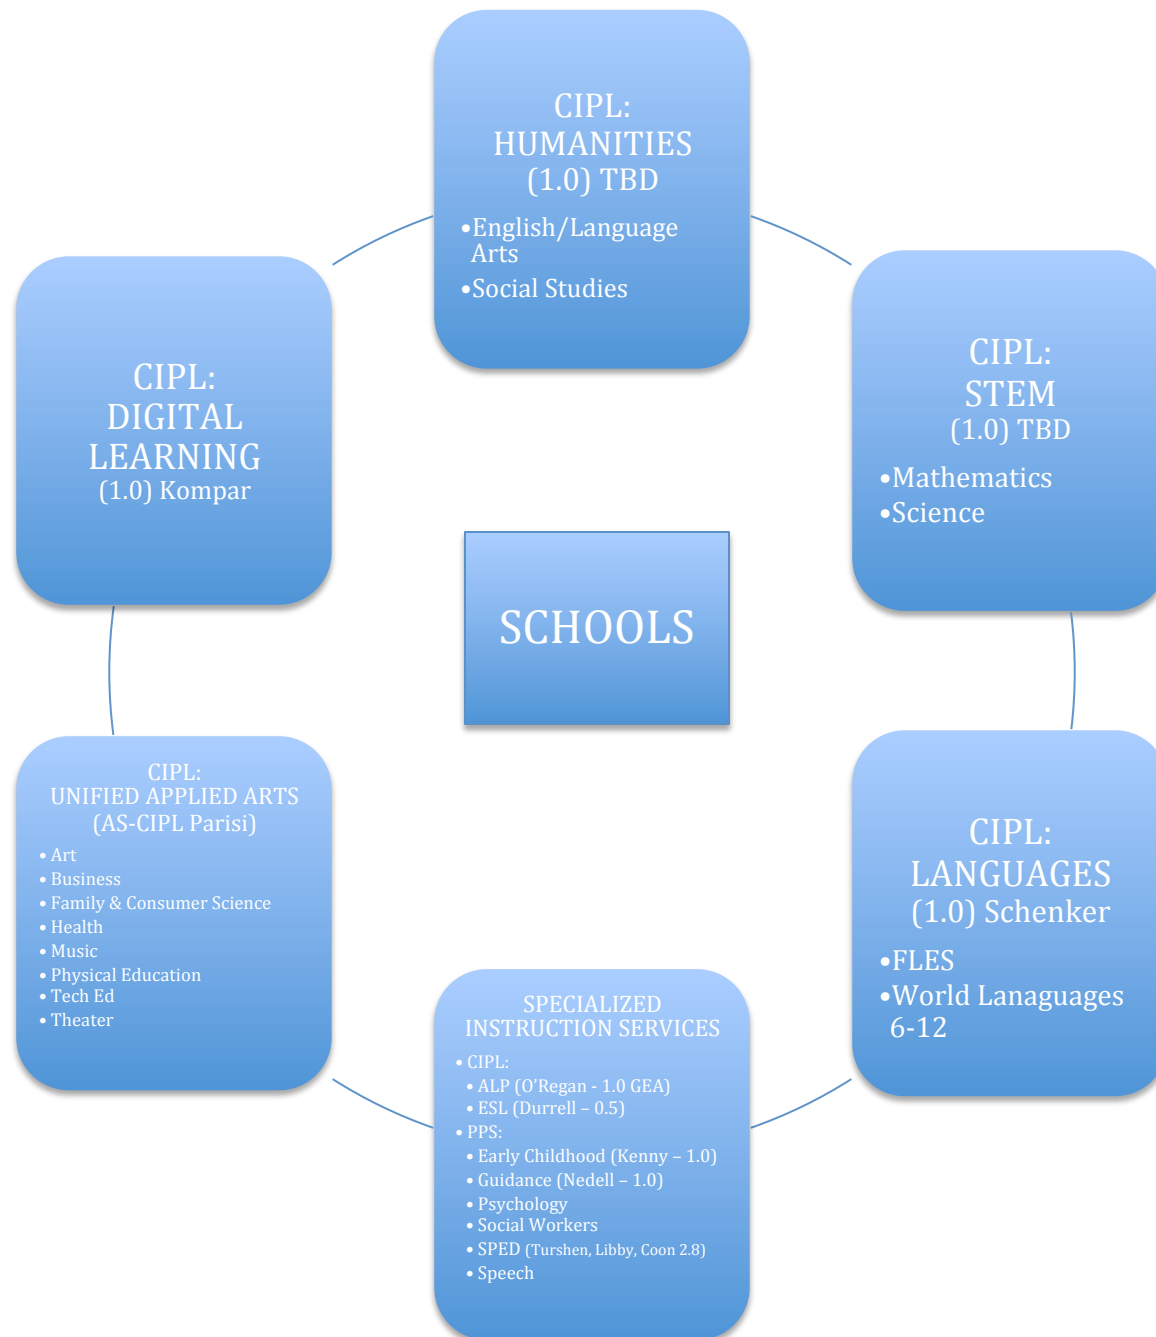 CIPL:
HUMANITIES
(1.0) TBD
•English/Language
Arts
•Social Studies
CIPL:
STEM
(1.0) TBD
•Mathematics
•Science
CIPL:
LANGUAGES
(1.0) Schenker
•FLES
•World Lanaguages
6-12
SPECIALIZED
INSTRUCTION SERVICES
• CIPL:
• ALP (O’Regan - 1.0 GEA)
• ESL (Durrell – 0.5)
• PPS:
• Early Childhood (Kenny – 1.0)
• Guidance (Nedell – 1.0)
• Psychology
• Social Workers
• SPED (Turshen, Libby, Coon 2.8)
• Speech
CIPL:
UNIFIED APPLIED ARTS
(AS-CIPL Parisi)
• Art
• Business
• Family & Consumer Science
• Health
• Music
• Physical Education
• Tech Ed
• Theater
CIPL:
DIGITAL
LEARNING
(1.0) Kompar
SCHOOLS